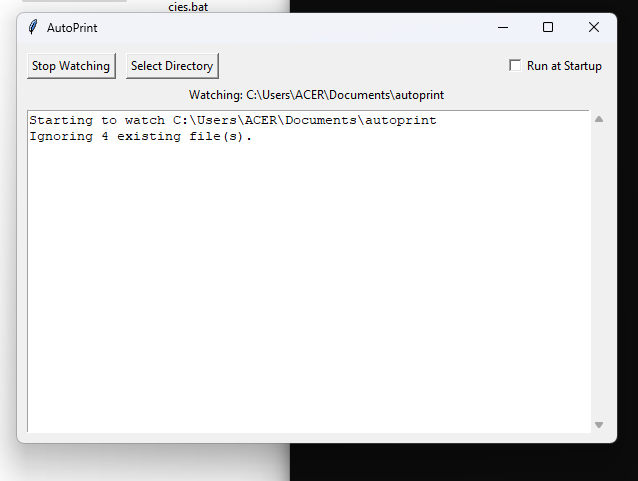 cies.bat
AutoPrint
Stop Watching
Select Directory
Run at Startup
Watching: C:\Users\ACER\Documents\autoprint
Starting to watch C:\Users\ACER\Documents\autoprint
Ignoring 4 existing file(s).